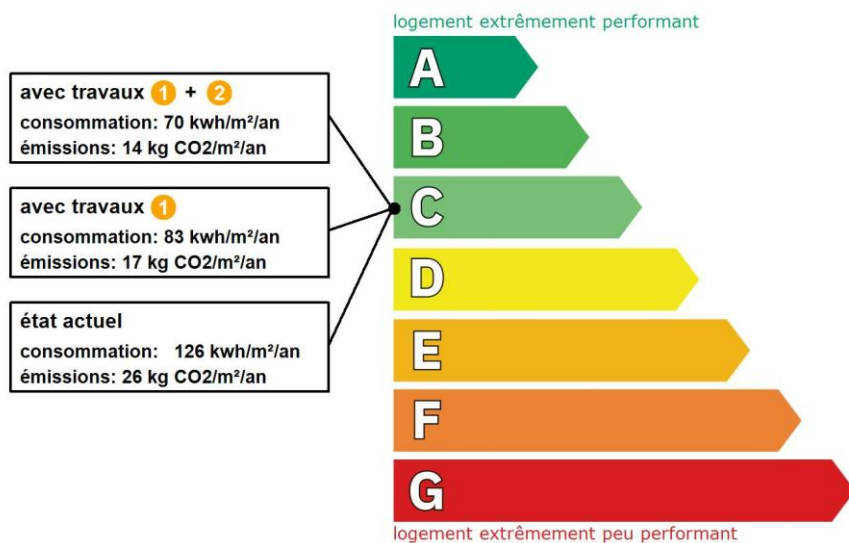 logement extrêmement performant
avec travaux 1 + 2
consommation: 70 kwh/m²/an
émissions: 14 kg CO2/m²/an
avec travaux 1
consommation: 83 kwh/m²/an
émissions: 17 kg CO2/m²/an
état actuel
consommation: 126 kwh/m²/an
émissions: 26 kg CO2/m²/an
A
B
C
D
E
F
G
logement extrêmement peu performant